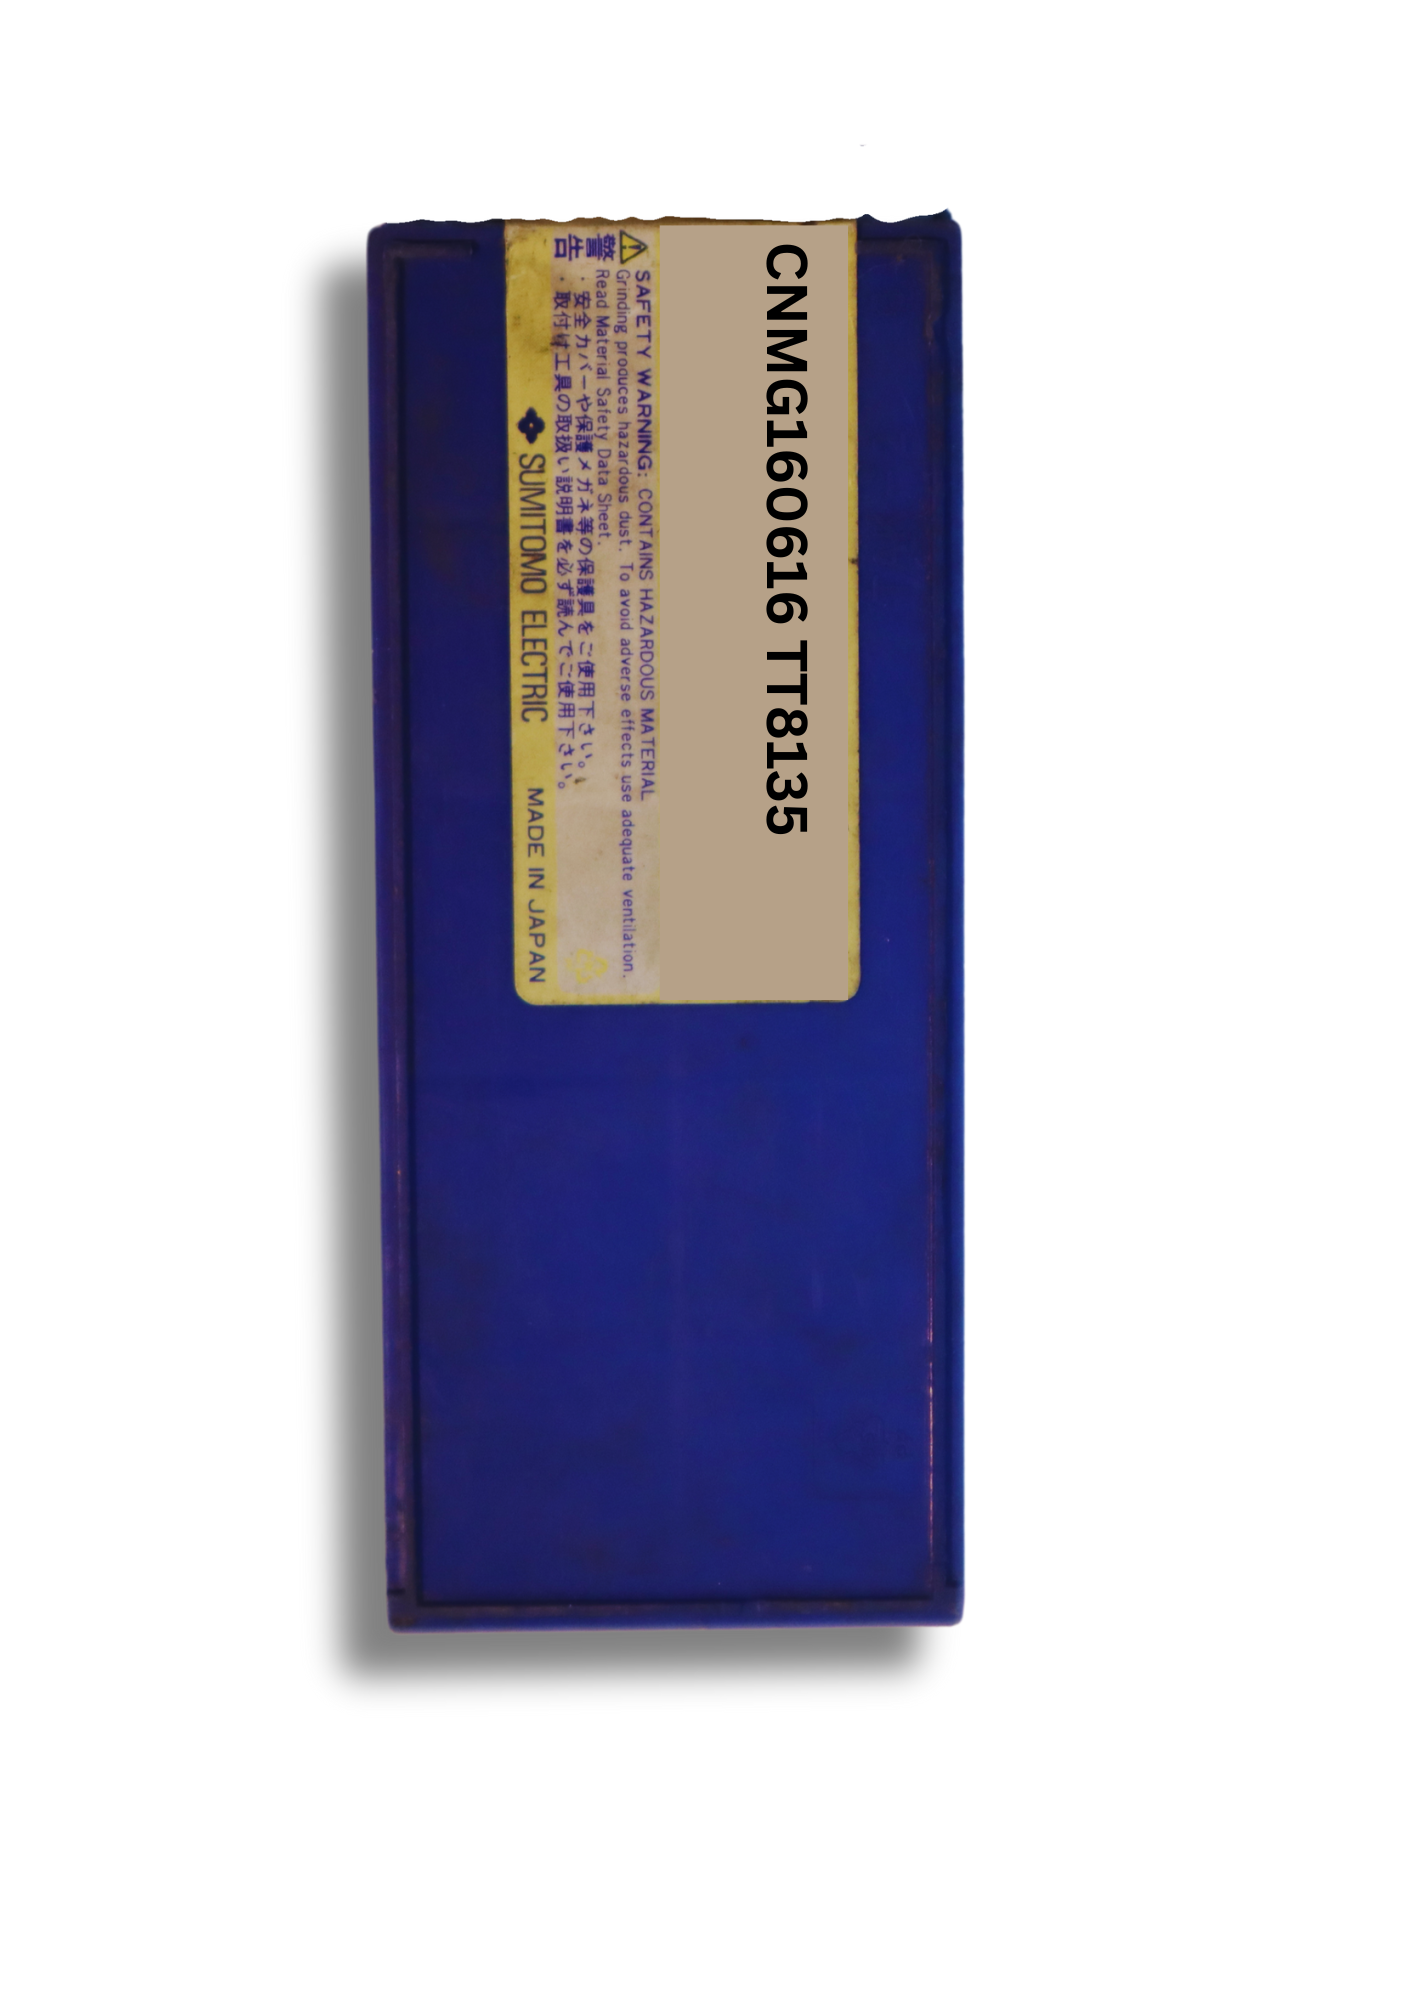 CNMG160616 TT8135
SAFETY WARNING: CONTAINS HAZARDOUS MATERIAL
Grinding produces hazardous dust. To avoid adverse effects use adequate ventilation.
Read Material Safety Data Sheet.
警告
・安全カバーや保護メガネ等の保護具をご使用下さい。
・取付け工具の取扱い説明書を必ず読んでご使用下さい。
SUMITOMO ELECTRIC MADE IN JAPAN